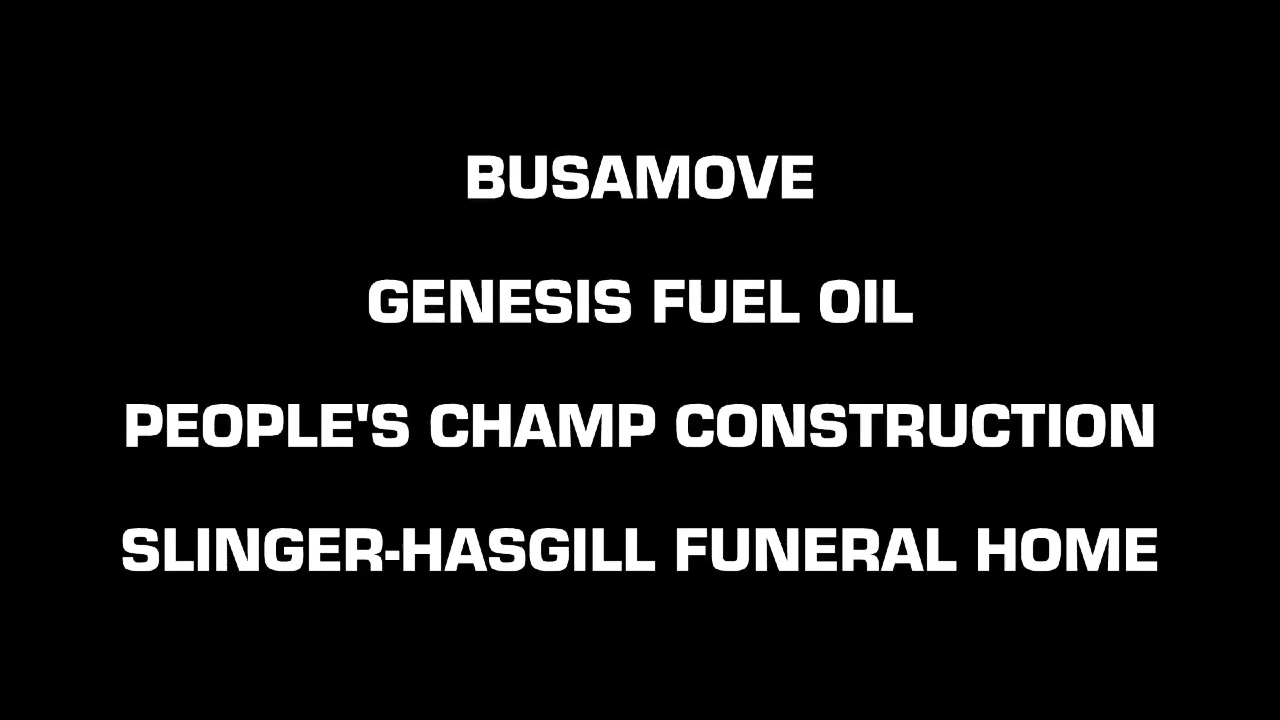 BUSAMOVE
GENESIS FUEL OIL
PEOPLE'S CHAMP CONSTRUCTION
SLINGER-HASGILL FUNERAL HOME